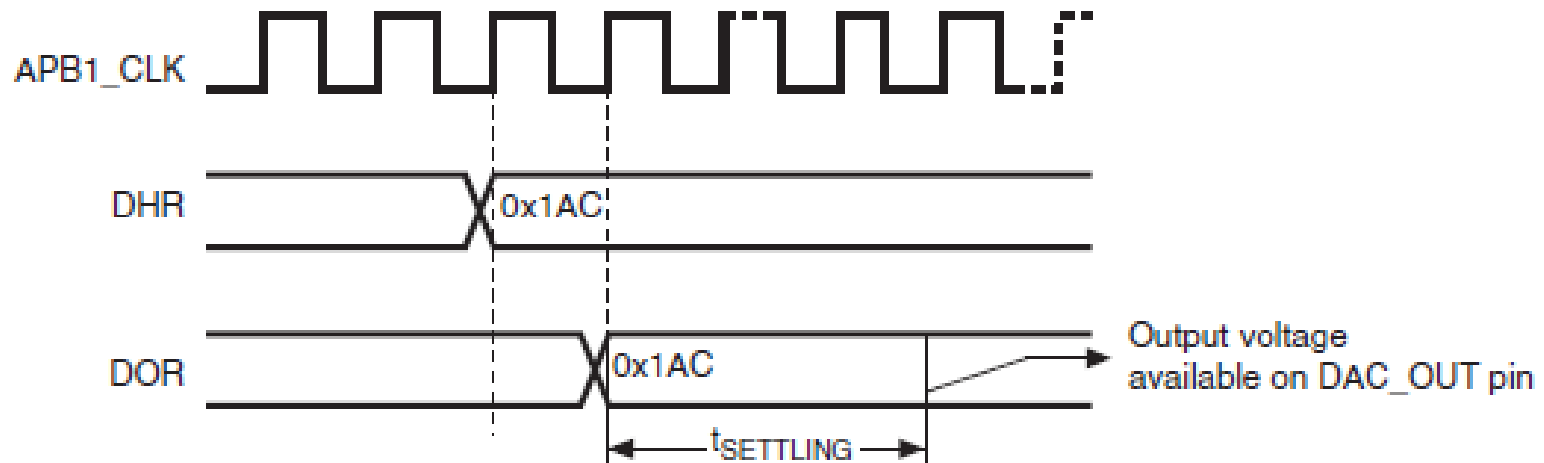 APB1_CLK
DHR
0x1AC
DOR
0x1AC
Output voltage
available on DAC_OUT pin
tSETTLING